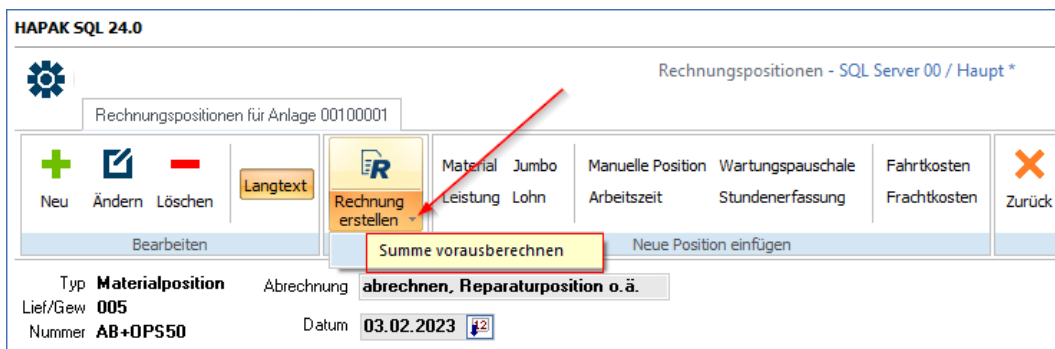 HAPAK SQL 24.0
Rechnungspositionen - SQL Server 00 / Haupt *
Rechnungspositionen für Anlage 00100001
Neu Ändern Löschen Langtext
Rechnung erstellen
Material Jumbo Manuelle Position Wartungspauschale Fahrtkosten
Leistung Lohn Arbeitszeit Stundenerfassung Frachtkosten
Zurück
Bearbeiten Neue Position einfügen
Summe vorausberechnen
Typ Materialposition Abrechnung abrechnen, Reparaturposition o.ä.
Lief/Gew 005
Nummer AB+OPS50 Datum 03.02.2023 12